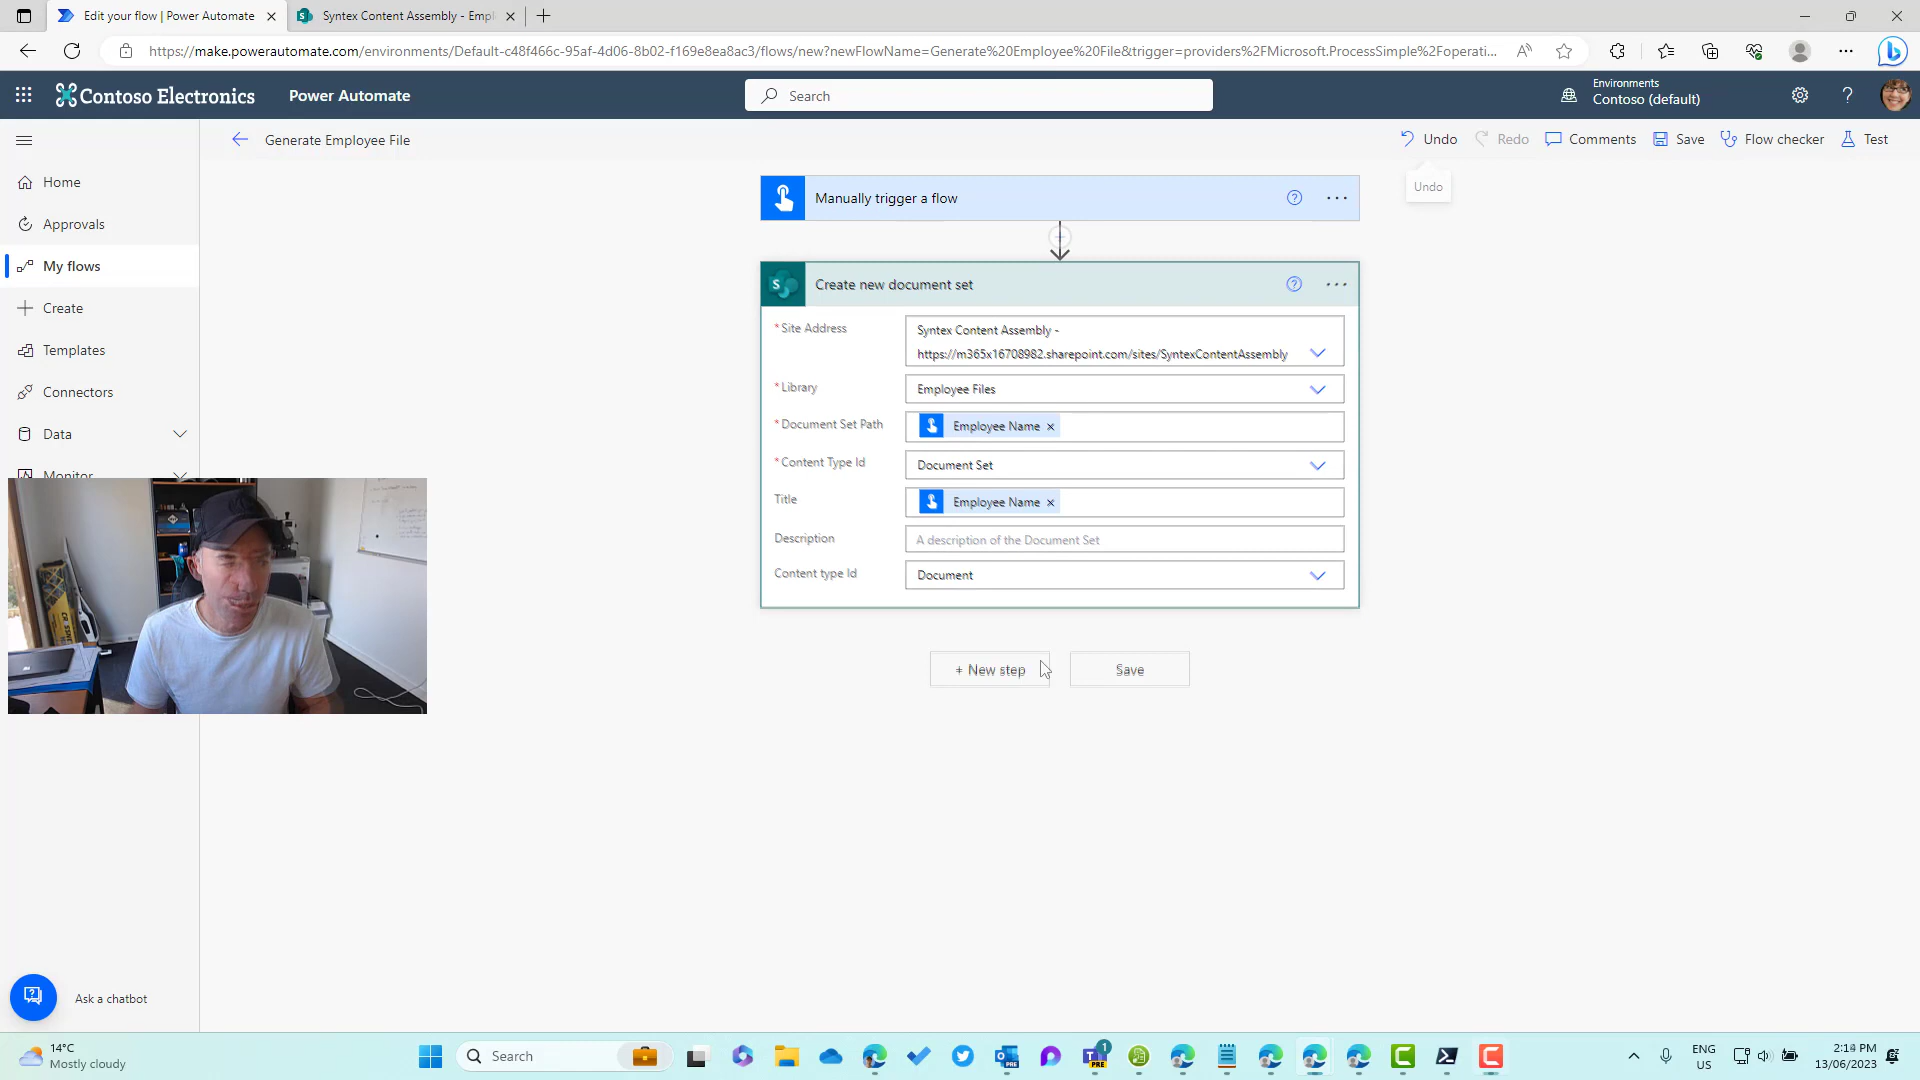 Edit your flow | Power Automate
Syntex Content Assembly - Empl
https://make.powerautomate.com/environments/Default-c48f466c-95af-4d06-8b02-f169e8ea8ac3/flows/new?newFlowName=Generate%20Employee%20File&trigger=providers%2FMicrosoft.ProcessSimple%2Foperati...
Contoso Electronics
Power Automate
Search
Environments
Contoso (default)
Generate Employee File
Undo
Redo
Comments
Save
Flow checker
Test
Undo
Home
Approvals
My flows
+ Create
Templates
Connectors
Data
Monitor
Manually trigger a flow
Create new document set
* Site Address
Syntex Content Assembly -
https://m365x16708982.sharepoint.com/sites/SyntexContentAssembly
* Library
Employee Files
* Document Set Path
Employee Name ×
* Content Type Id
Document Set
Title
Employee Name ×
Description
A description of the Document Set
Content type Id
Document
+ New step
Save
Ask a chatbot
14°C
Mostly cloudy
Search
PRE
PRE
1
ENG
US
2:14 PM
13/06/2023